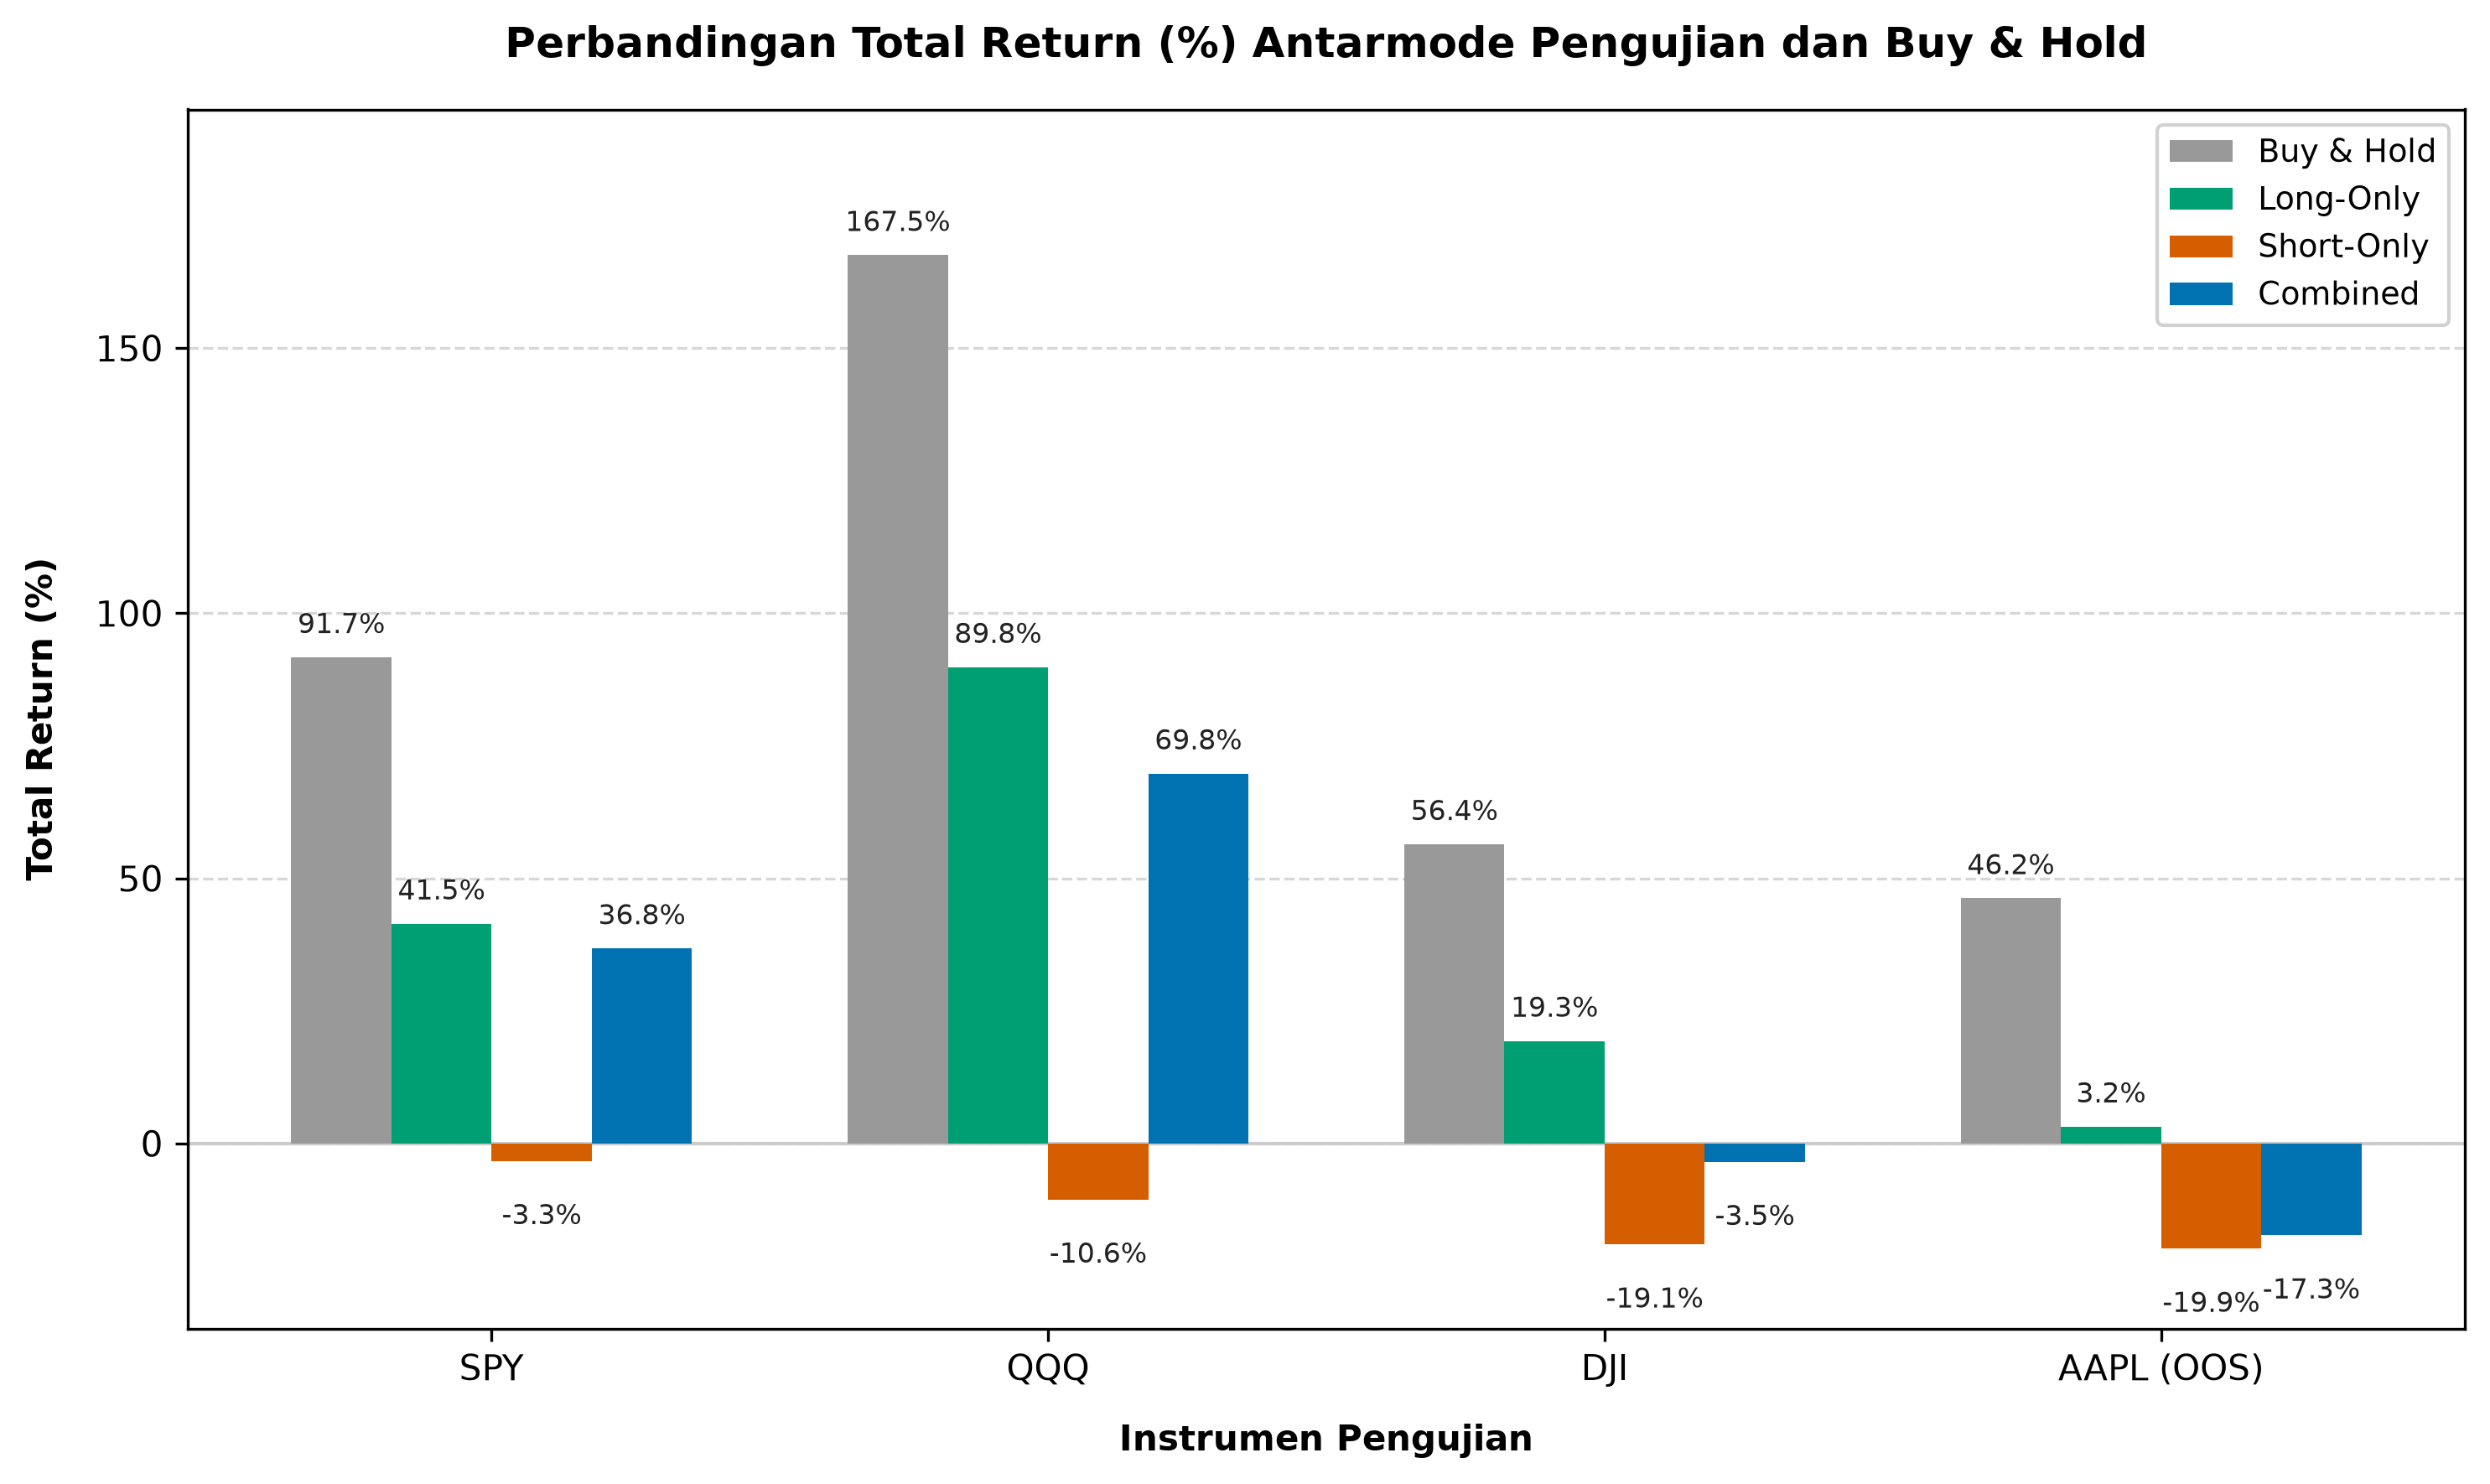 Perbandingan Total Return (%) Antarmode Pengujian dan Buy & Hold
Buy & Hold
Long-Only
Short-Only
Combined
Total Return (%)
150
100
50
0
91.7%
41.5%
-3.3%
36.8%
167.5%
89.8%
-10.6%
69.8%
56.4%
19.3%
-19.1%
-3.5%
46.2%
3.2%
-19.9%
-17.3%
SPY
QQQ
DJI
AAPL (OOS)
Instrumen Pengujian